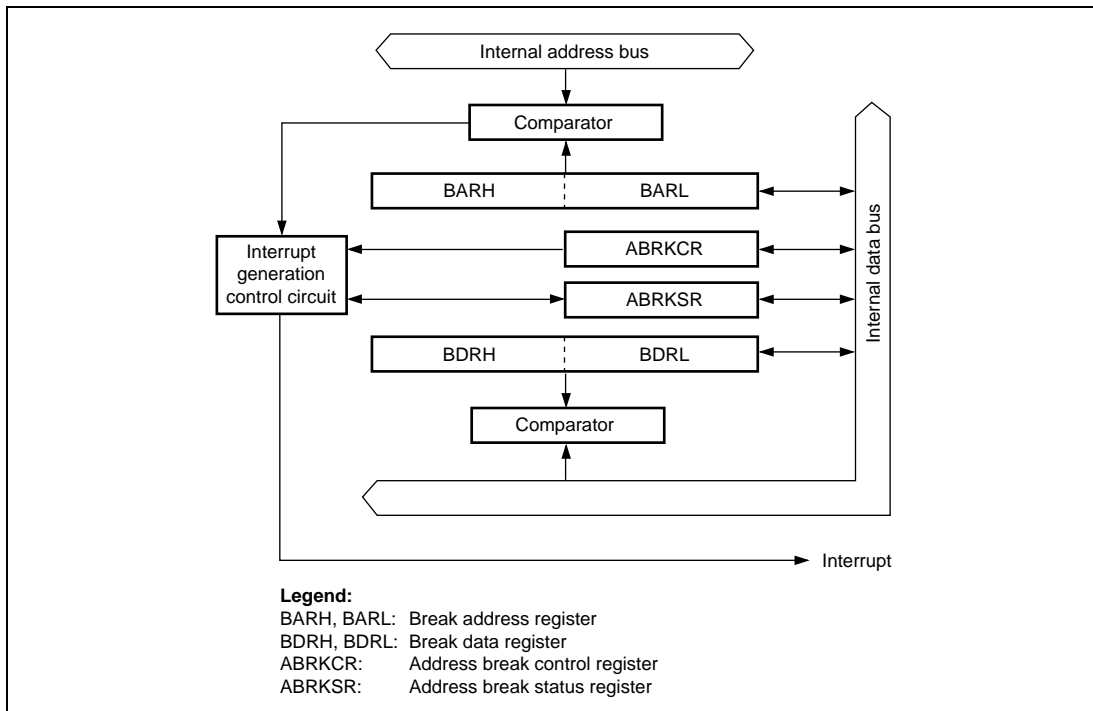 Internal address bus
Comparator
BARH BARL
Internal data bus
Interrupt
generation
control circuit
ABRKCR
ABRKSR
BDRH BDRL
Comparator
Interrupt
Legend:
BARH, BARL: Break address register
BDRH, BDRL: Break data register
ABRKCR: Address break control register
ABRKSR: Address break status register